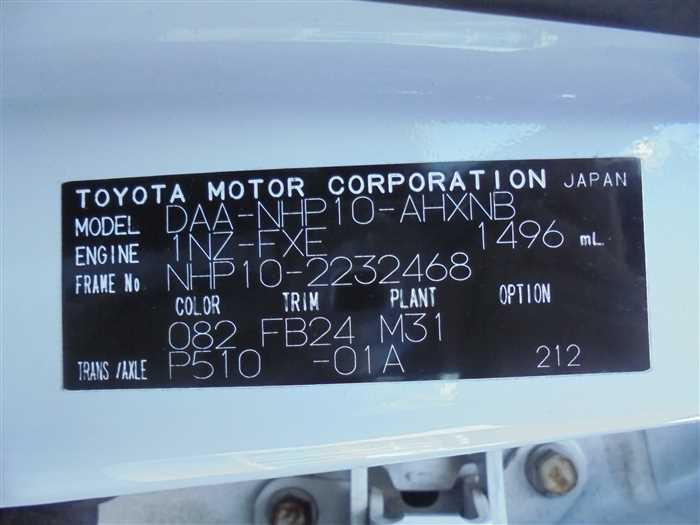 TOYOTA MOTOR CORPORATION JAPAN
MODEL DAA-NHP10-AHXNB
ENGINE 1NZ-FXE 1496 mL
FRAME No NHP10-2232468
COLOR TRIM PLANT OPTION
082 FB24 M31
TRANS/AXLE P510 -01A 212